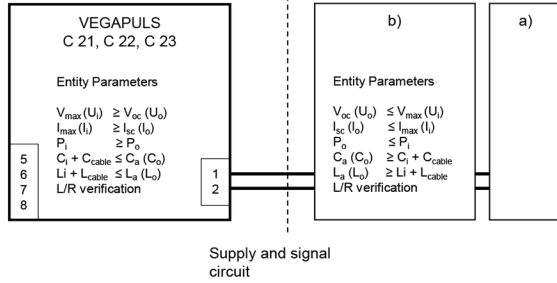 VEGAPULS
C 21, C 22, C 23
Entity Parameters
Vmax (Ui) ≥ Voc (Uo)
Imax (Ii) ≥ Isc (Io)
Pi ≥ Po
Ci + Ccable ≤ Ca (Co)
Li + Lcable ≤ La (Lo)
L/R verification
5
6
7
8
1
2
b)
Entity Parameters
Voc (Uo) ≤ Vmax (Ui)
Isc (Io) ≤ Imax (Ii)
Po ≤ Pi
Ca (Co) ≥ Ci + Ccable
La (Lo) ≥ Li + Lcable
L/R verification
a)
Supply and signal
circuit